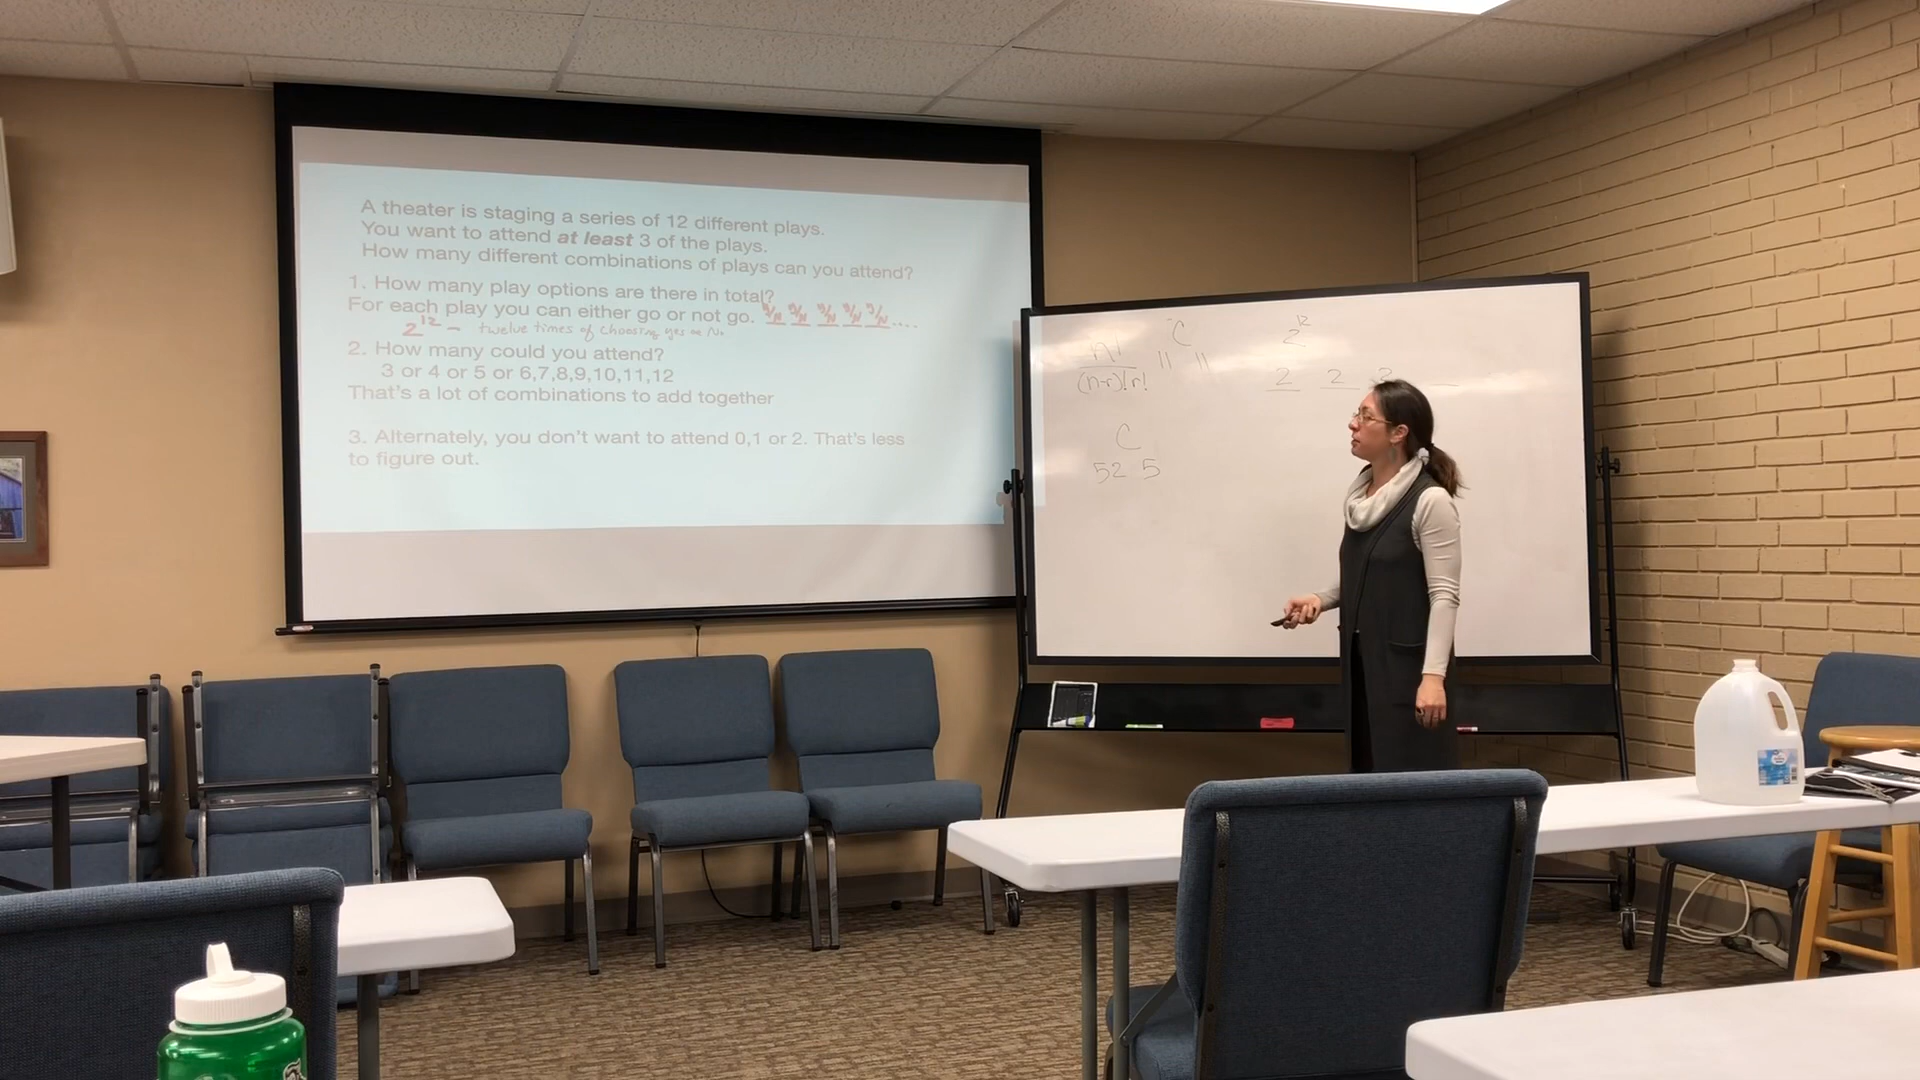 A theater is staging a series of 12 different plays.
You want to attend at least 3 of the plays.
How many different combinations of plays can you attend?
1. How many play options are there in total?
For each play you can either go or not go. Y/N Y/N Y/N Y/N Y/N ....
2^12 - twelve times of choosing yes or No
2. How many could you attend?
3 or 4 or 5 or 6,7,8,9,10,11,12
That's a lot of combinations to add together
3. Alternately, you don't want to attend 0,1 or 2. That's less
to figure out.
n!
(n-r)!r!
C
2^12
2 2 2
C
52 5